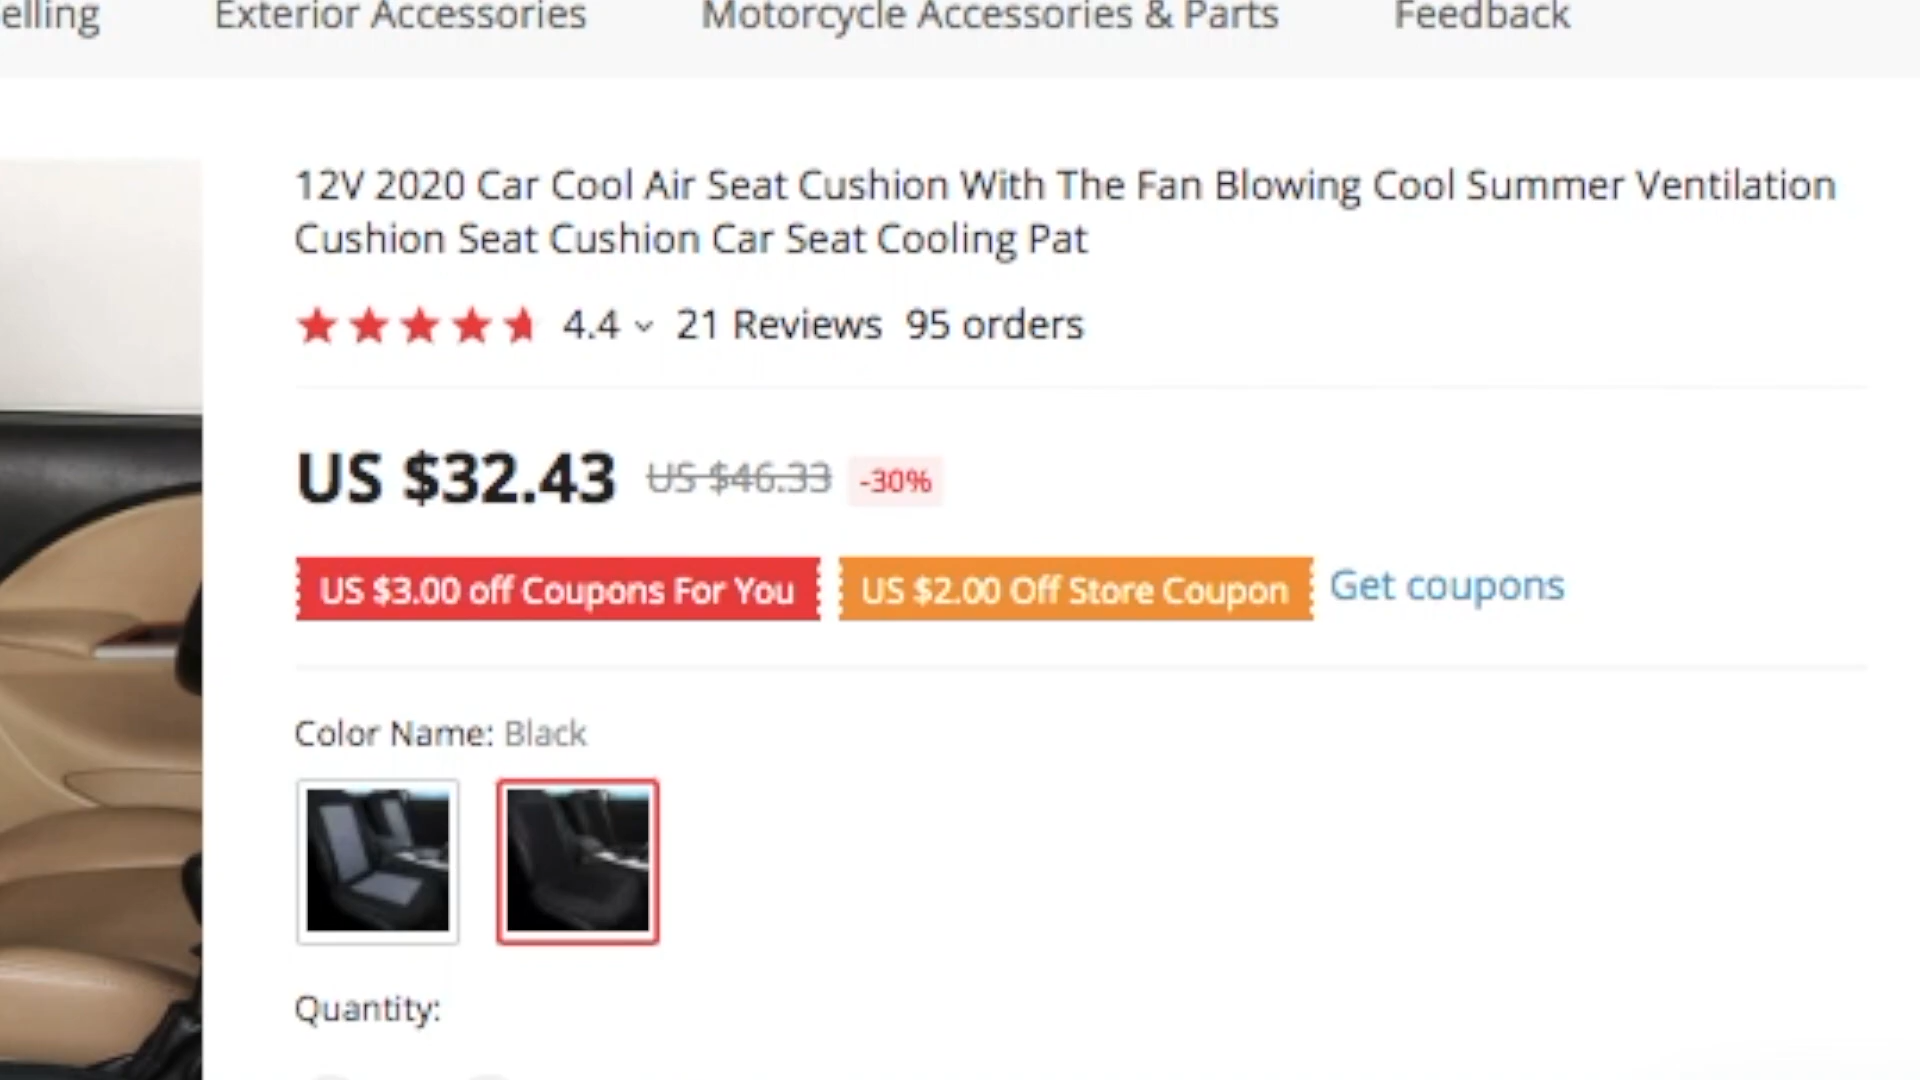 elling Exterior Accessories Motorcycle Accessories & Parts Feedback
12V 2020 Car Cool Air Seat Cushion With The Fan Blowing Cool Summer Ventilation
Cushion Seat Cushion Car Seat Cooling Pat
4.4 21 Reviews 95 orders
US $32.43 US $46.33 -30%
US $3.00 off Coupons For You US $2.00 Off Store Coupon Get coupons
Color Name: Black
Quantity: